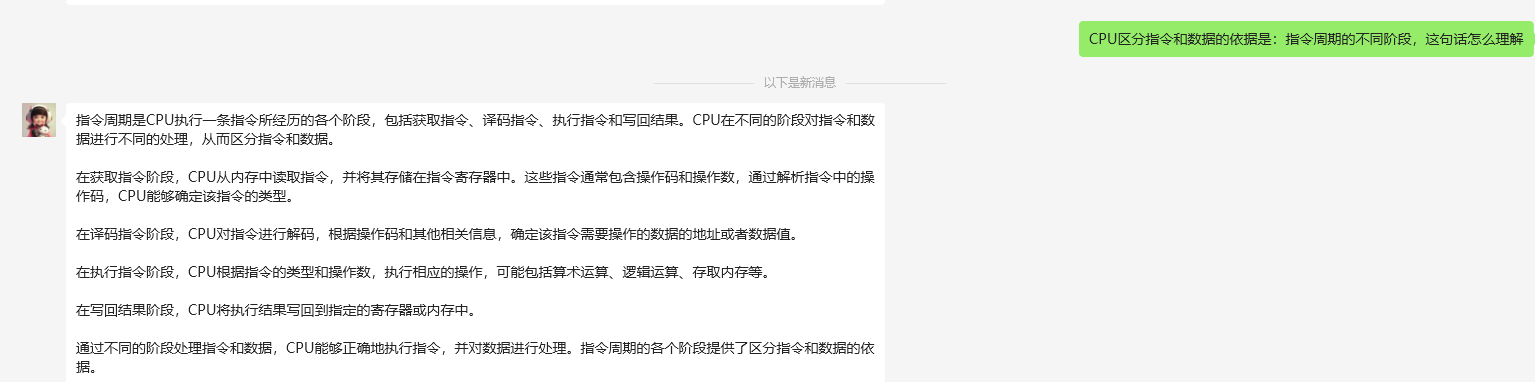 CPU区分指令和数据的依据是：指令周期的不同阶段，这句话怎么理解
以下是新消息
指令周期是CPU执行一条指令所经历的各个阶段，包括获取指令、译码指令、执行指令和写回结果。CPU在不同的阶段对指令和数
据进行不同的处理，从而区分指令和数据。
在获取指令阶段，CPU从内存中读取指令，并将其存储在指令寄存器中。这些指令通常包含操作码和操作数，通过解析指令中的操
作码，CPU能够确定该指令的类型。
在译码指令阶段，CPU对指令进行解码，根据操作码和其他相关信息，确定该指令需要操作的数据的地址或者数据值。
在执行指令阶段，CPU根据指令的类型和操作数，执行相应的操作，可能包括算术运算、逻辑运算、存取内存等。
在写回结果阶段，CPU将执行结果写回到指定的寄存器或内存中。
通过不同的阶段处理指令和数据，CPU能够正确地执行指令，并对数据进行处理。指令周期的各个阶段提供了区分指令和数据的依
据。